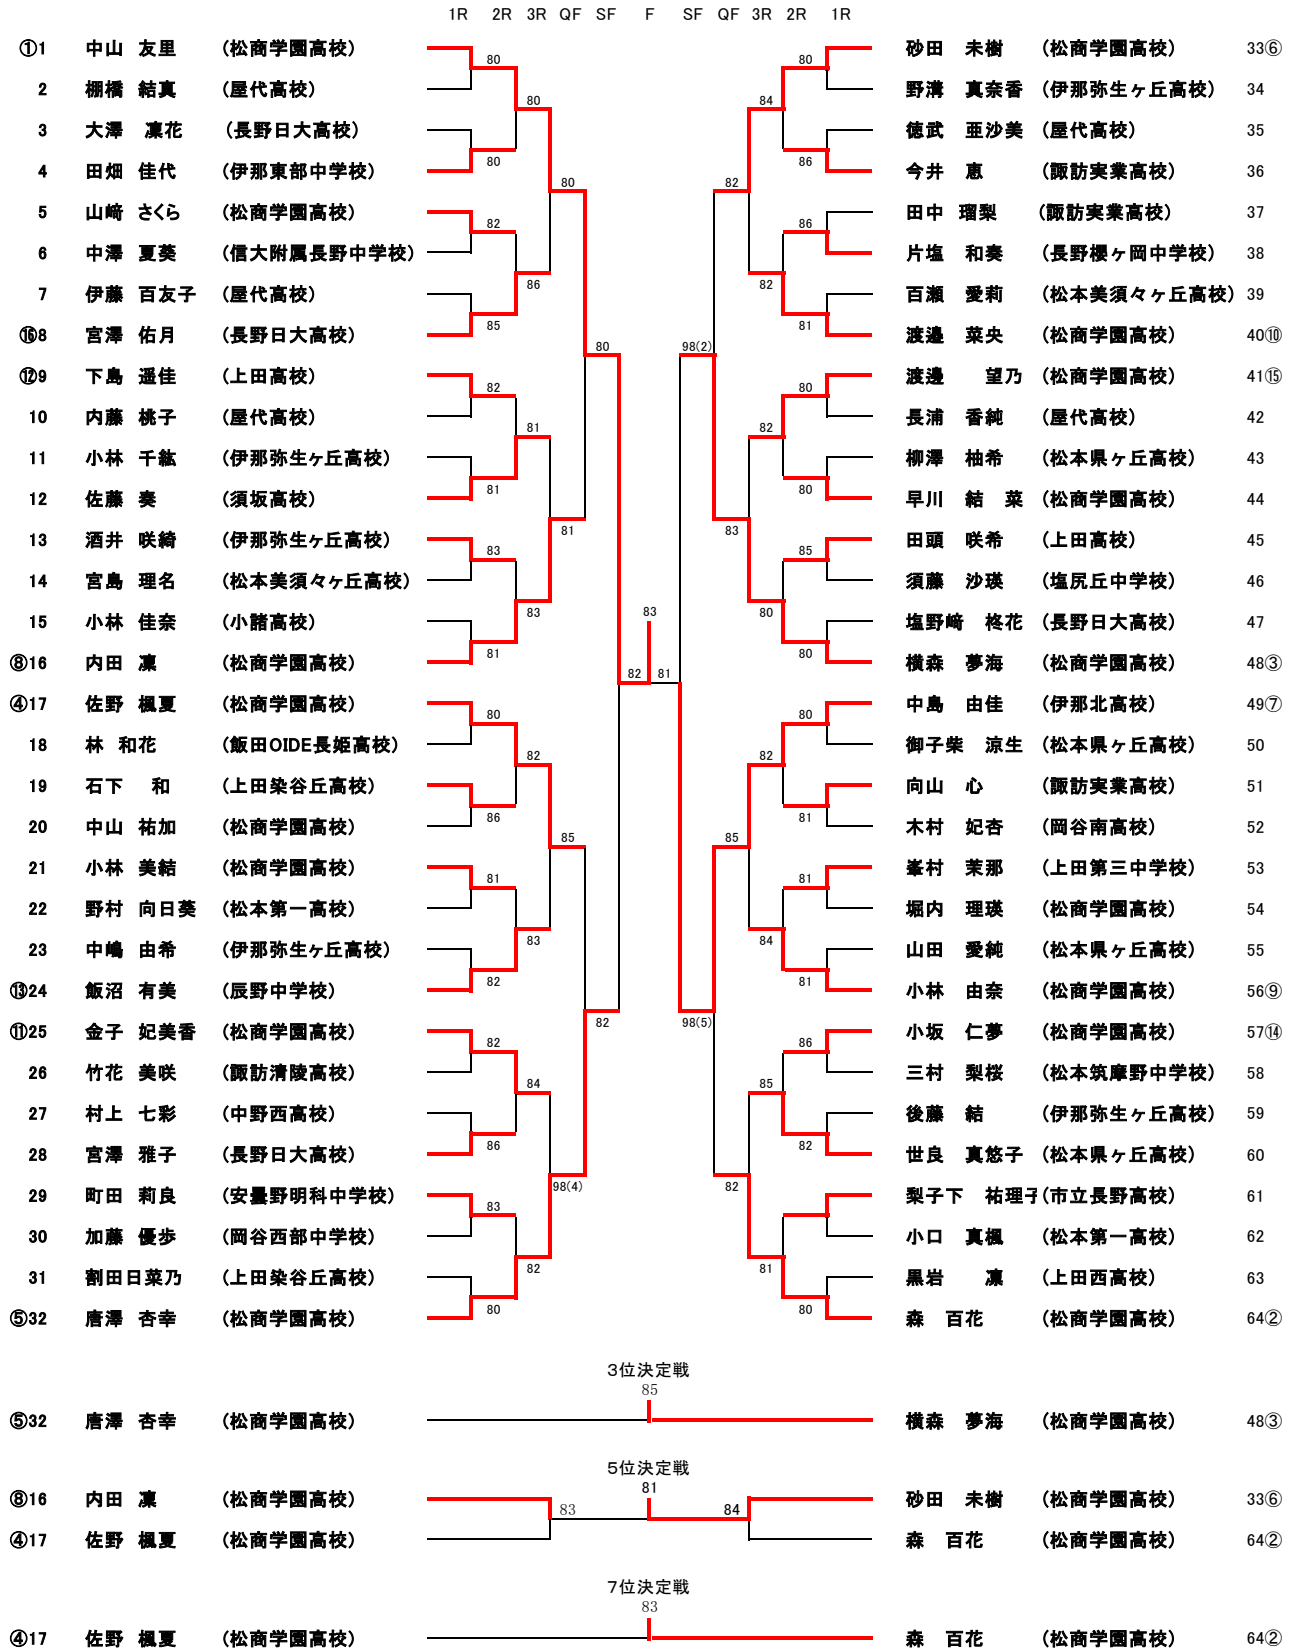 1R 2R 3R QF SF F SF QF 3R 2R 1R
①1 中山 友里 (松商学園高校) 80 80 砂田 未樹 (松商学園高校) 33⑥
2 棚橋 結真 (屋代高校) 80 84 野溝 真奈香 (伊那弥生ヶ丘高校) 34
3 大澤 凜花 (長野日大高校) 徳武 亜沙美 (屋代高校) 35
4 田畑 佳代 (伊那東部中学校) 80 80 82 86 今井 恵 (諏訪実業高校) 36
5 山﨑 さくら (松商学園高校) 82 86 田中 瑠梨 (諏訪実業高校) 37
6 中澤 夏葵 (信大附属長野中学校) 86 82 片塩 和奏 (長野櫻ヶ岡中学校) 38
7 伊藤 百友子 (屋代高校) 百瀬 愛莉 (松本美須々ヶ丘高校) 39
⑯8 宮澤 佑月 (長野日大高校) 85 80 98(2) 81 渡邉 菜央 (松商学園高校) 40⑩
⑫9 下島 遥佳 (上田高校) 82 80 渡邊 望乃 (松商学園高校) 41⑮
10 内藤 桃子 (屋代高校) 81 82 長浦 香純 (屋代高校) 42
11 小林 千紘 (伊那弥生ヶ丘高校) 柳澤 柚希 (松本県ヶ丘高校) 43
12 佐藤 奏 (須坂高校) 81 80 早川 結 菜 (松商学園高校) 44
13 酒井 咲綺 (伊那弥生ヶ丘高校) 83 81 83 85 田頭 咲希 (上田高校) 45
14 宮島 理名 (松本美須々ヶ丘高校) 須藤 沙瑛 (塩尻丘中学校) 46
15 小林 佳奈 (小諸高校) 83 83 80 塩野﨑 柊花 (長野日大高校) 47
⑧16 内田 凜 (松商学園高校) 81 82 81 80 横森 夢海 (松商学園高校) 48③
④17 佐野 楓夏 (松商学園高校) 80 80 中島 由佳 (伊那北高校) 49⑦
18 林 和花 (飯田OIDE長姫高校) 82 82 御子柴 涼生 (松本県ヶ丘高校) 50
19 石下 和 (上田染谷丘高校) 向山 心 (諏訪実業高校) 51
20 中山 祐加 (松商学園高校) 86 85 85 81 木村 妃杏 (岡谷南高校) 52
21 小林 美結 (松商学園高校) 81 81 峯村 茉那 (上田第三中学校) 53
22 野村 向日葵 (松本第一高校) 堀内 理瑛 (松商学園高校) 54
23 中嶋 由希 (伊那弥生ヶ丘高校) 83 84 山田 愛純 (松本県ヶ丘高校) 55
⑬24 飯沼 有美 (辰野中学校) 82 81 小林 由奈 (松商学園高校) 56⑨
⑪25 金子 妃美香 (松商学園高校) 82 82 98(5) 86 小坂 仁夢 (松商学園高校) 57⑭
26 竹花 美咲 (諏訪清陵高校) 84 85 三村 梨桜 (松本筑摩野中学校) 58
27 村上 七彩 (中野西高校) 後藤 結 (伊那弥生ヶ丘高校) 59
28 宮澤 雅子 (長野日大高校) 86 82 世良 真悠子 (松本県ヶ丘高校) 60
29 町田 莉良 (安曇野明科中学校) 83 98(4) 82 梨子下 祐理子 (市立長野高校) 61
30 加藤 優歩 (岡谷西部中学校) 小口 真楓 (松本第一高校) 62
31 割田日菜乃 (上田染谷丘高校) 82 81 黒岩 凜 (上田西高校) 63
⑤32 唐澤 杏幸 (松商学園高校) 80 80 森 百花 (松商学園高校) 64②
3位決定戦
85
⑤32 唐澤 杏幸 (松商学園高校) 横森 夢海 (松商学園高校) 48③
5位決定戦
81
⑧16 内田 凜 (松商学園高校) 83 84 砂田 未樹 (松商学園高校) 33⑥
④17 佐野 楓夏 (松商学園高校) 森 百花 (松商学園高校) 64②
7位決定戦
83
④17 佐野 楓夏 (松商学園高校) 森 百花 (松商学園高校) 64②